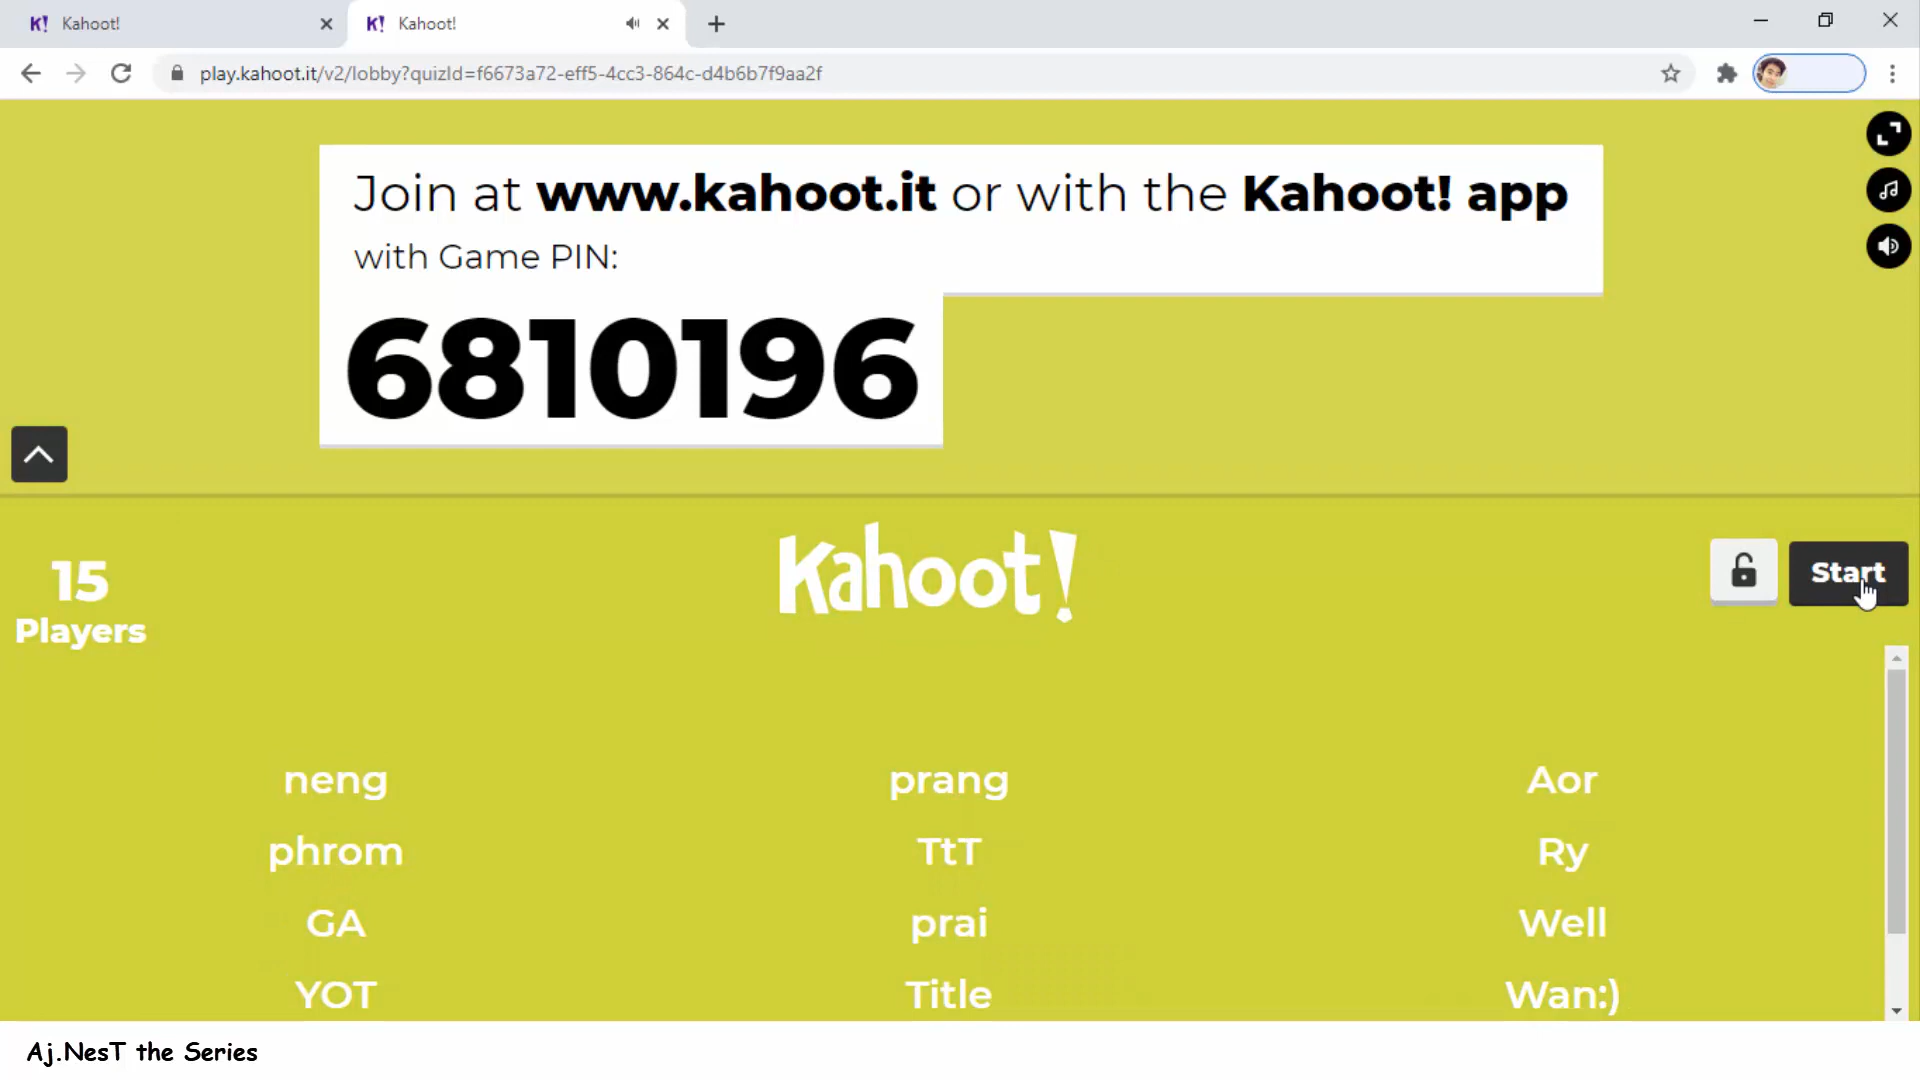 Kahoot!
Kahoot!
play.kahoot.it/v2/lobby?quizId=f6673a72-eff5-4cc3-864c-d4b6b7f9aa2f
Join at www.kahoot.it or with the Kahoot! app
with Game PIN:
6810196
15
Players
Kahoot!
Start
neng prang Aor
phrom TtT Ry
GA prai Well
YOT Title Wan:)
Aj.NesT the Series